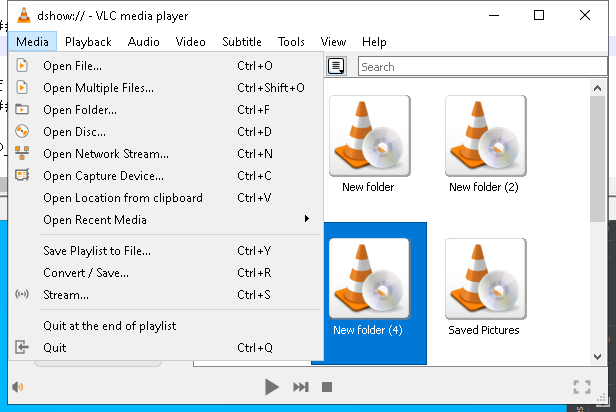 dshow:// - VLC media player
Media Playback Audio Video Subtitle Tools View Help
Search
Open File... Ctrl+O
Open Multiple Files... Ctrl+Shift+O
Open Folder... Ctrl+F
Open Disc... Ctrl+D
Open Network Stream... Ctrl+N
Open Capture Device... Ctrl+C
Open Location from clipboard Ctrl+V
Open Recent Media
Save Playlist to File... Ctrl+Y
Convert / Save... Ctrl+R
Stream... Ctrl+S
Quit at the end of playlist
Quit Ctrl+Q
New folder
New folder (2)
New folder (4)
Saved Pictures